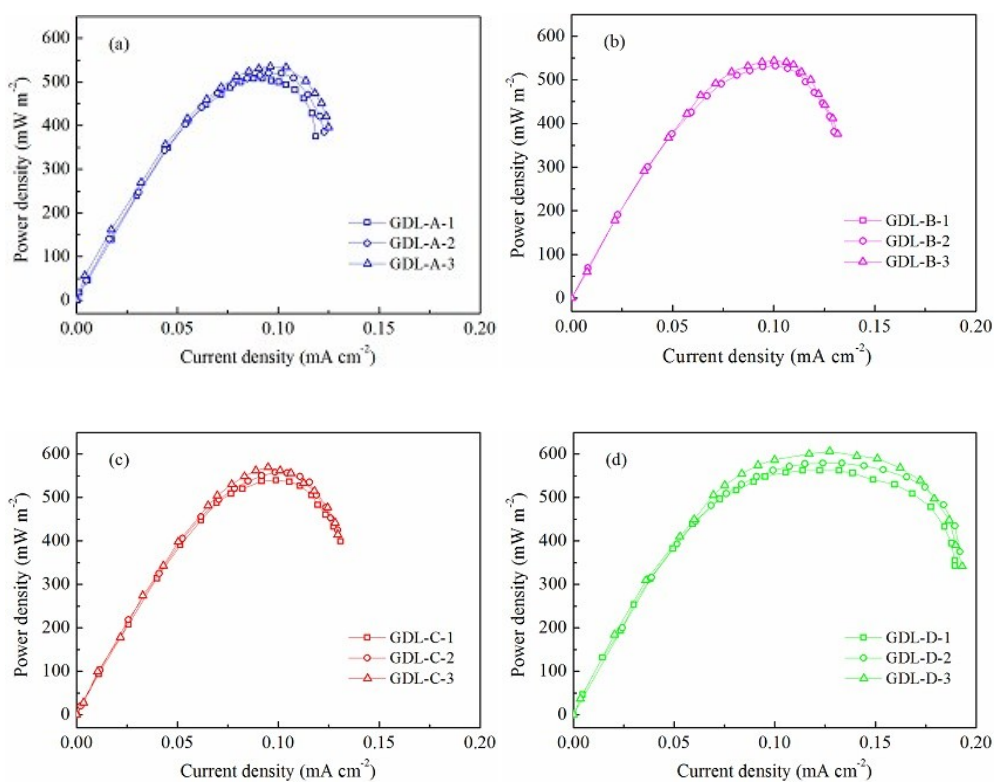 (a)
600
500
400
300
200
100
0
Power density (mW m-2)
GDL-A-1
GDL-A-2
GDL-A-3
0.00 0.05 0.10 0.15 0.20
Current density (mA cm-2)
(b)
600
500
400
300
200
100
0
Power density (mW m-2)
GDL-B-1
GDL-B-2
GDL-B-3
0.00 0.05 0.10 0.15 0.20
Current density (mA cm-2)
(c)
600
500
400
300
200
100
0
Power density (mW m-2)
GDL-C-1
GDL-C-2
GDL-C-3
0.00 0.05 0.10 0.15 0.20
Current density (mA cm-2)
(d)
600
500
400
300
200
100
0
Power density (mW m-2)
GDL-D-1
GDL-D-2
GDL-D-3
0.00 0.05 0.10 0.15 0.20
Current density (mA cm-2)